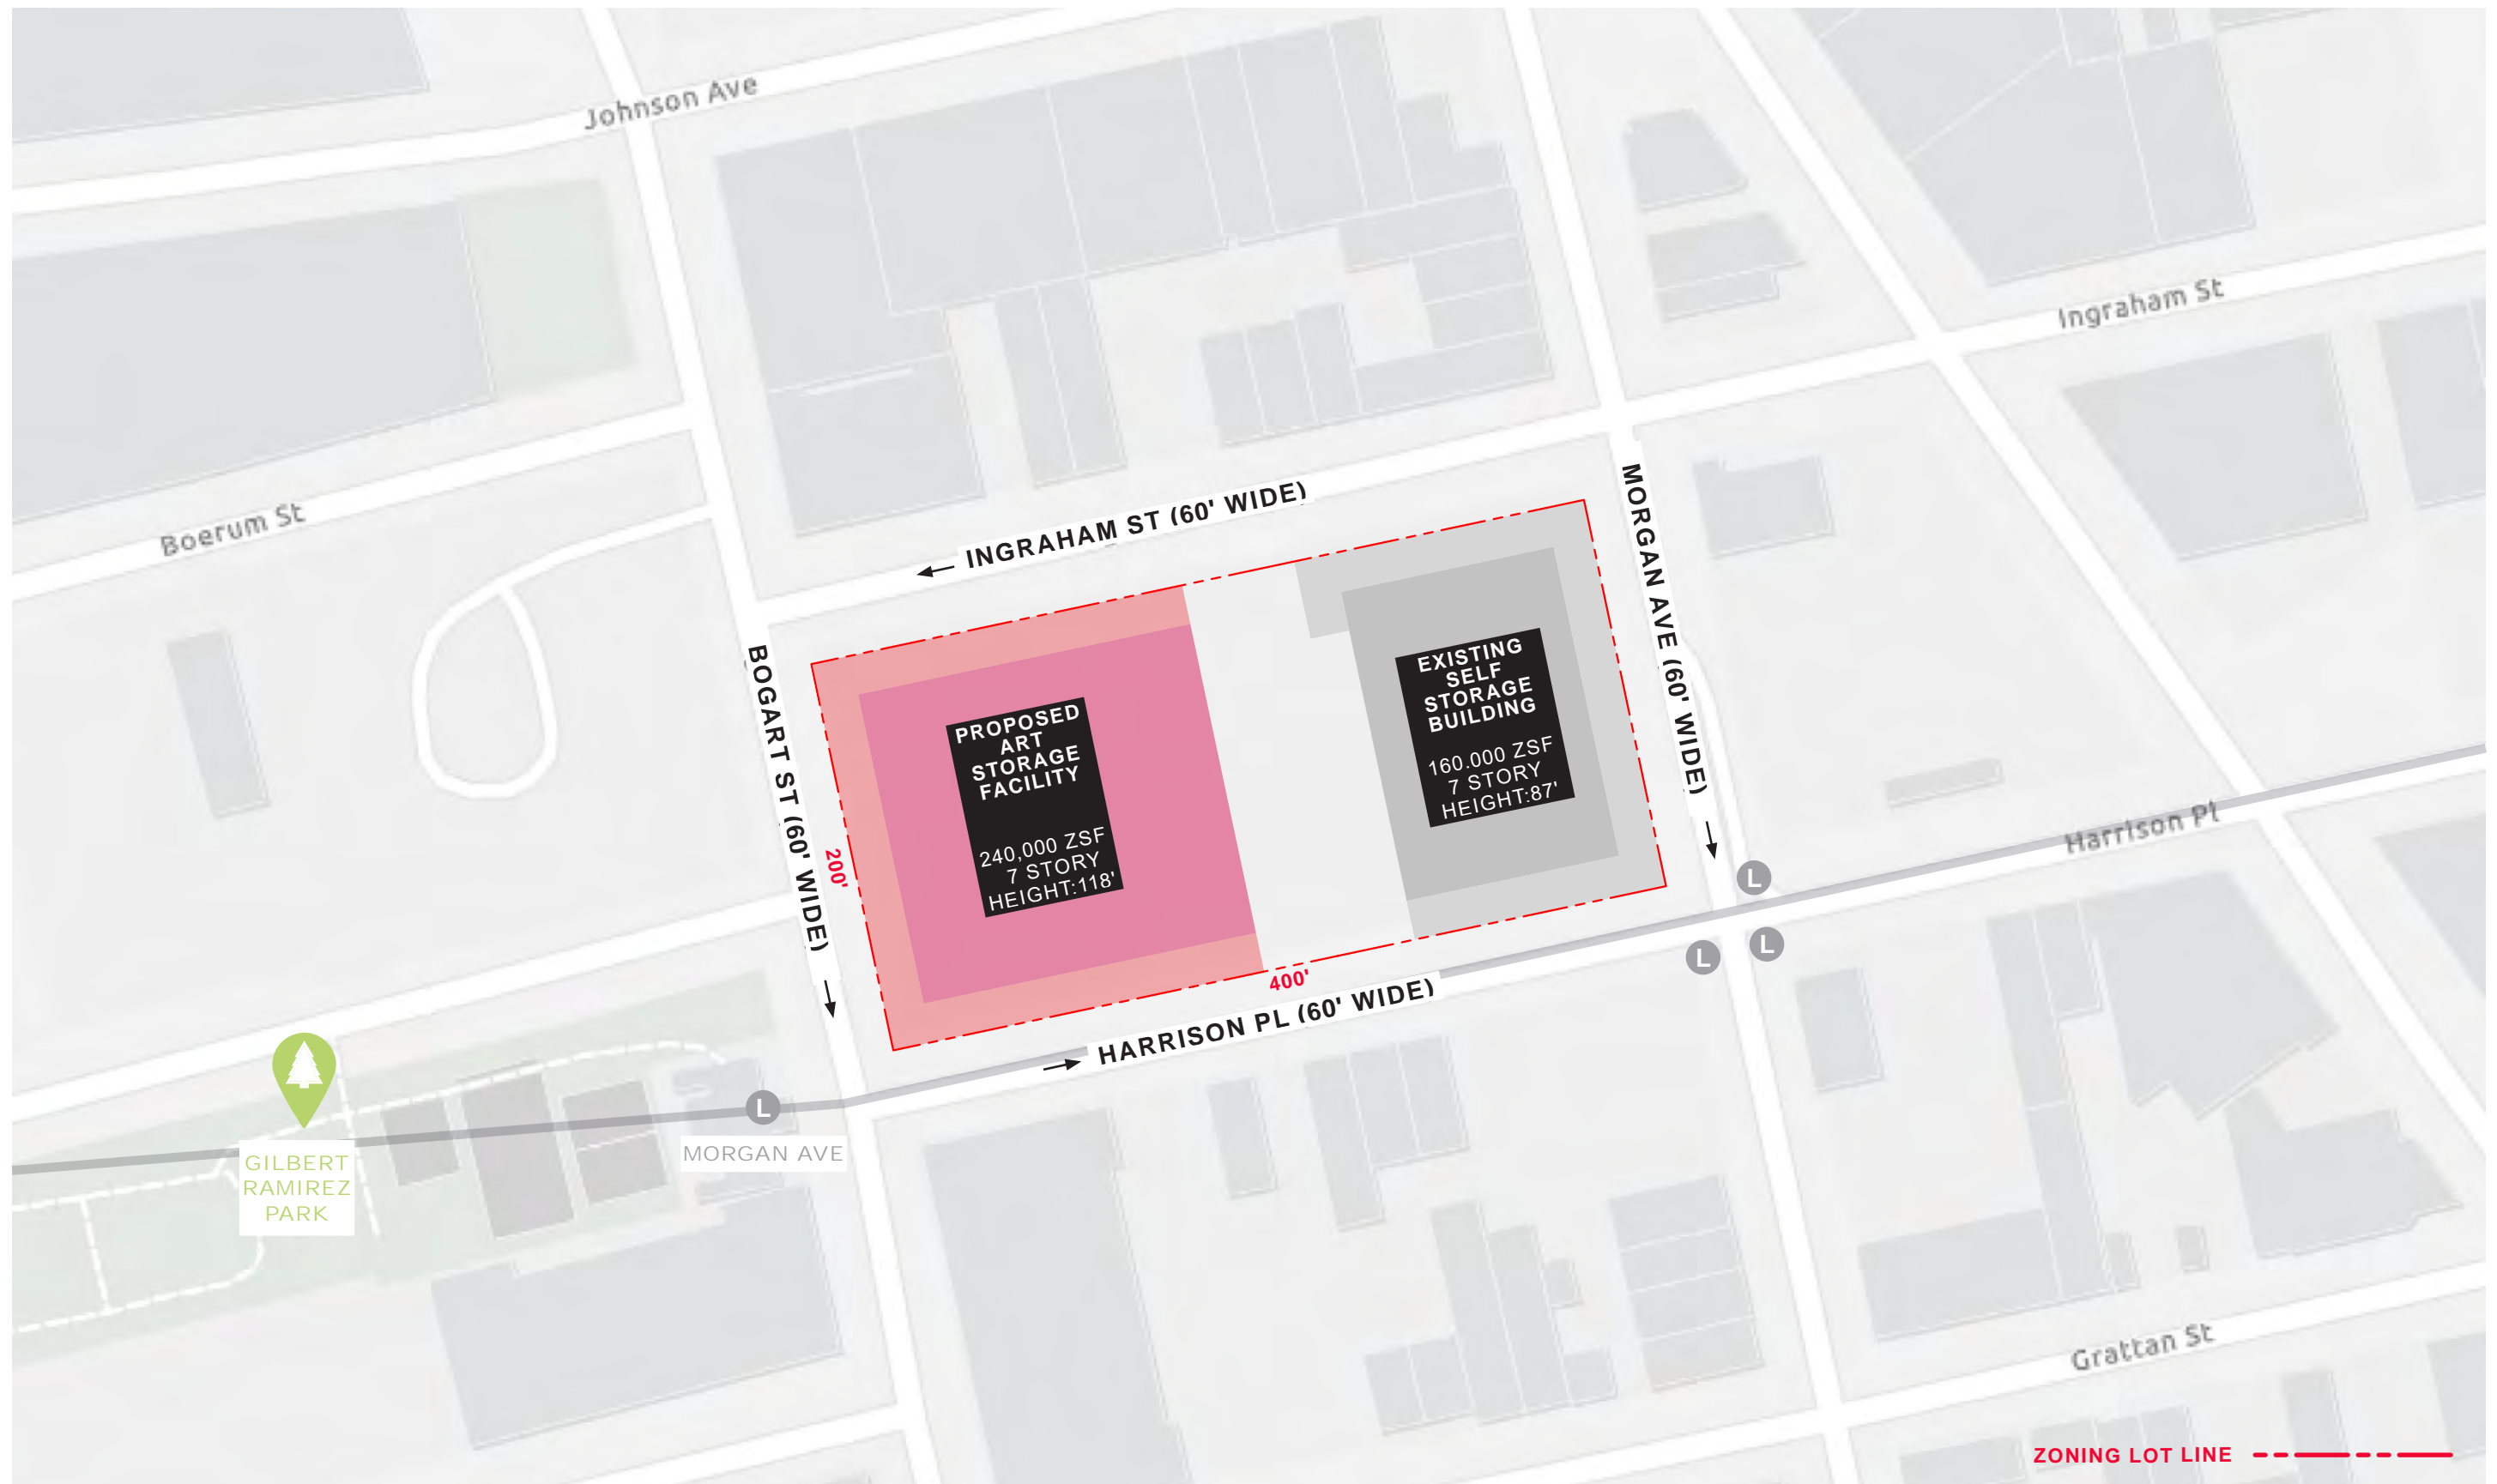 Johnson Ave
Ingraham St
Boerum St
INGRAHAM ST (60' WIDE)
MORGAN AVE (60' WIDE)
BOGART ST (60' WIDE)
EXISTING
SELF
STORAGE
BUILDING
160.000 ZSF
7 STORY
HEIGHT:87'
PROPOSED
ART
STORAGE
FACILITY
240,000 ZSF
7 STORY
HEIGHT:118'
200'
Harrison Pl
L
L
L
400'
HARRISON PL (60' WIDE)
L
MORGAN AVE
GILBERT
RAMIREZ
PARK
Grattan St
ZONING LOT LINE